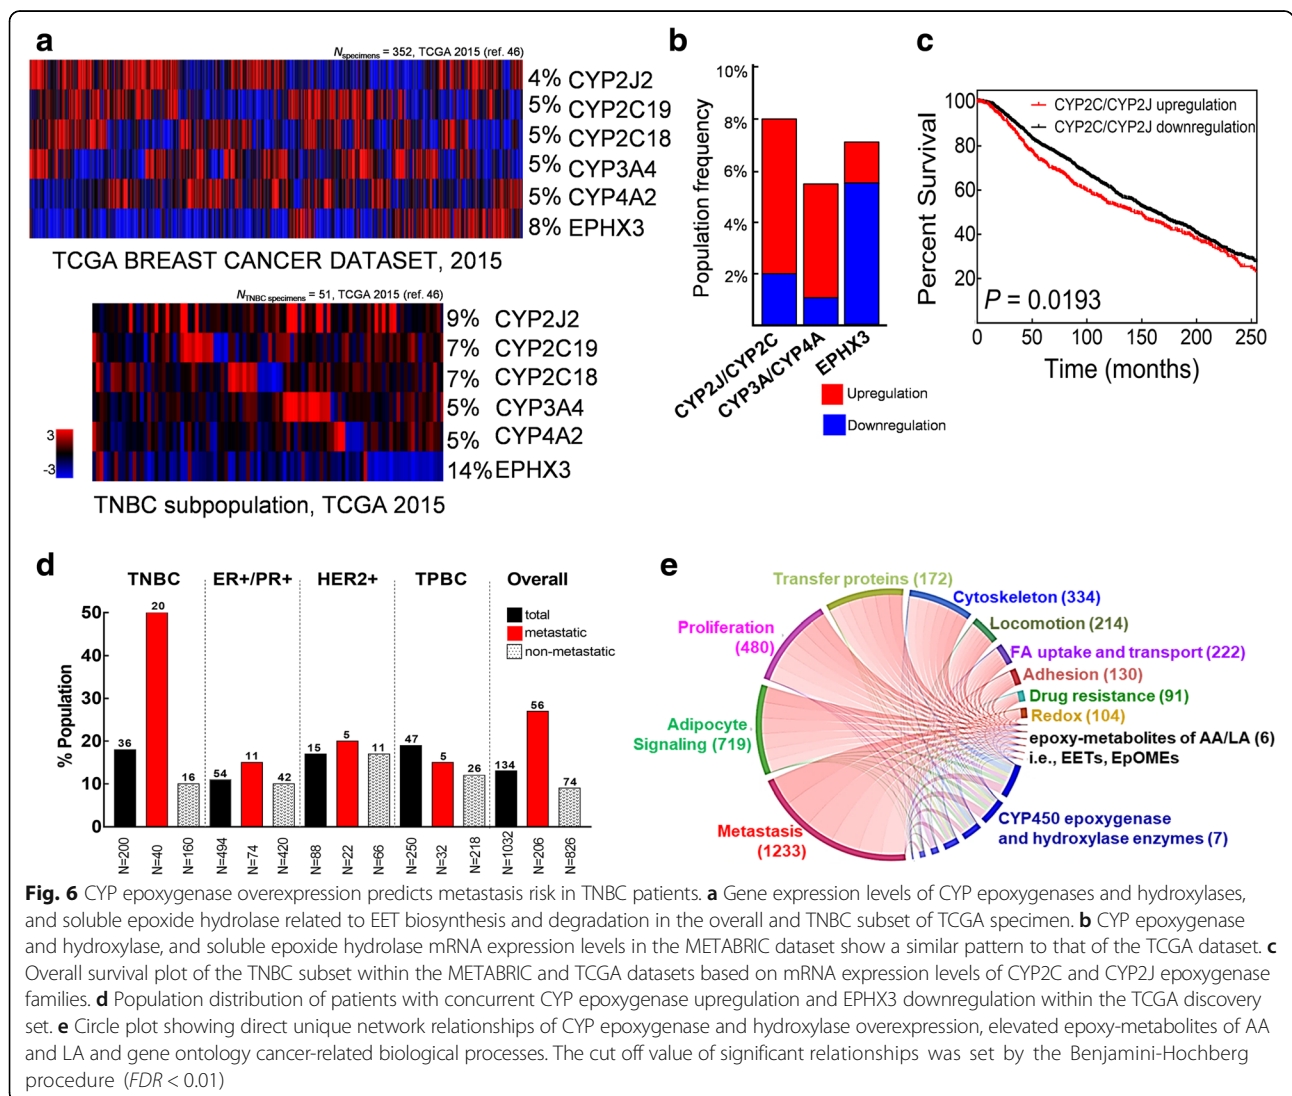 a
Nspecimens = 352, TCGA 2015 (ref. 46)
4% CYP2J2
5% CYP2C19
5% CYP2C18
5% CYP3A4
5% CYP4A2
8% EPHX3
TCGA BREAST CANCER DATASET, 2015
NTNBC specimens = 51, TCGA 2015 (ref. 46)
9% CYP2J2
7% CYP2C19
7% CYP2C18
5% CYP3A4
5% CYP4A2
14% EPHX3
3
-3
TNBC subpopulation, TCGA 2015
b
Population frequency
10%
8%
6%
4%
2%
CYP2J/CYP2C
CYP3A/CYP4A
EPHX3
Upregulation
Downregulation
c
Percent Survival
100
80
60
40
20
CYP2C/CYP2J upregulation
CYP2C/CYP2J downregulation
P = 0.0193
0 50 100 150 200 250
Time (months)
d
TNBC ER+/PR+ HER2+ TPBC Overall
% Population
50
40
30
20
10
0
total
metastatic
non-metastatic
36 20 16 54 11 42 15 5 11 47 5 26 134 56 74
N=200 N=40 N=160 N=494 N=74 N=420 N=88 N=22 N=66 N=250 N=32 N=218 N=1032 N=206 N=826
e
Transfer proteins (172)
Cytoskeleton (334)
Locomotion (214)
FA uptake and transport (222)
Adhesion (130)
Drug resistance (91)
Redox (104)
epoxy-metabolites of AA/LA (6)
i.e., EETs, EpOMEs
CYP450 epoxygenase
and hydroxylase enzymes (7)
Proliferation
(480)
Adipocyte
Signaling (719)
Metastasis
(1233)
Fig. 6 CYP epoxygenase overexpression predicts metastasis risk in TNBC patients. a Gene expression levels of CYP epoxygenases and hydroxylases,
and soluble epoxide hydrolase related to EET biosynthesis and degradation in the overall and TNBC subset of TCGA specimen. b CYP epoxygenase
and hydroxylase, and soluble epoxide hydrolase mRNA expression levels in the METABRIC dataset show a similar pattern to that of the TCGA dataset. c
Overall survival plot of the TNBC subset within the METABRIC and TCGA datasets based on mRNA expression levels of CYP2C and CYP2J epoxygenase
families. d Population distribution of patients with concurrent CYP epoxygenase upregulation and EPHX3 downregulation within the TCGA discovery
set. e Circle plot showing direct unique network relationships of CYP epoxygenase and hydroxylase overexpression, elevated epoxy-metabolites of AA
and LA and gene ontology cancer-related biological processes. The cut off value of significant relationships was set by the Benjamini-Hochberg
procedure (FDR < 0.01)